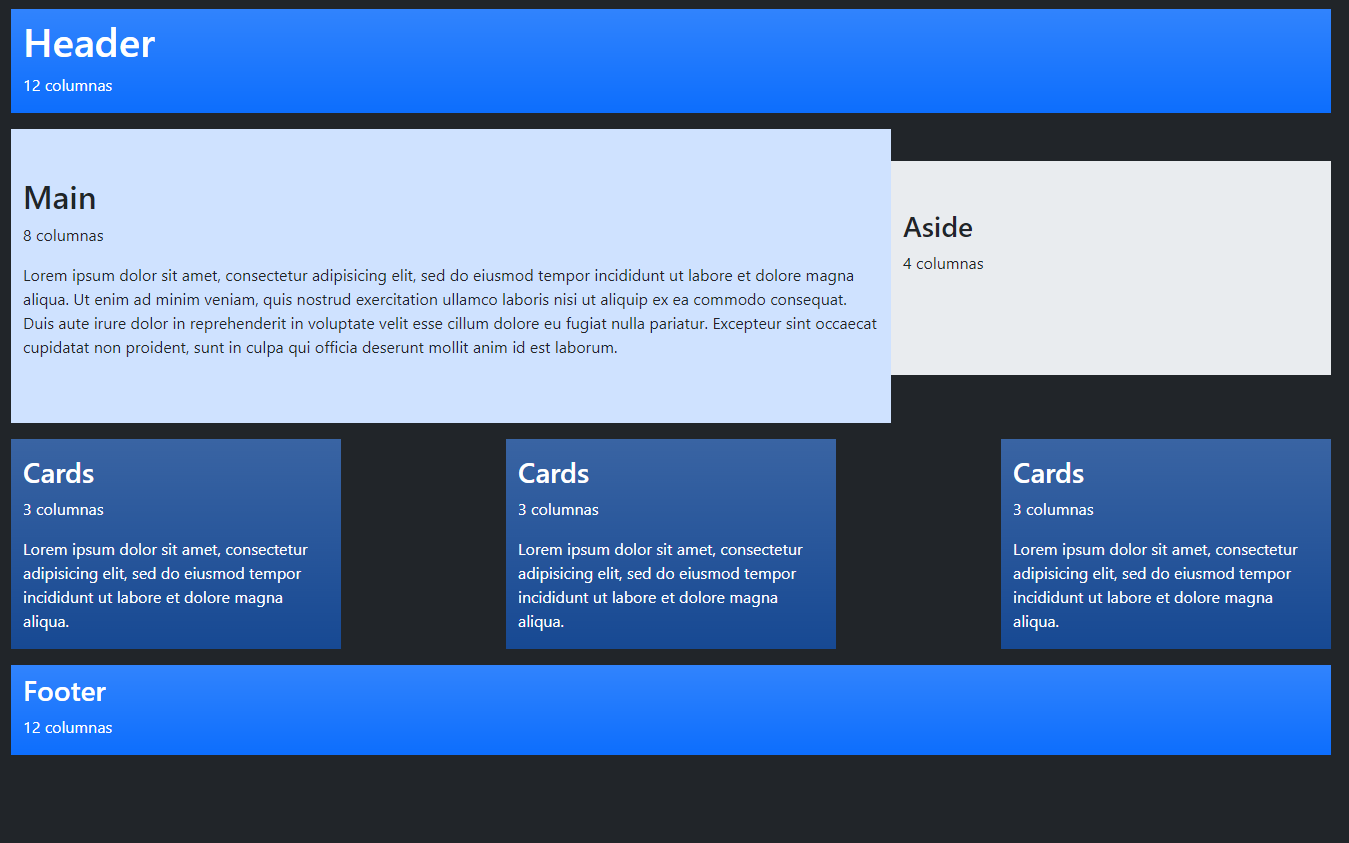 Header
12 columnas
Main
8 columnas
Lorem ipsum dolor sit amet, consectetur adipisicing elit, sed do eiusmod tempor incididunt ut labore et dolore magna
aliqua. Ut enim ad minim veniam, quis nostrud exercitation ullamco laboris nisi ut aliquip ex ea commodo consequat.
Duis aute irure dolor in reprehenderit in voluptate velit esse cillum dolore eu fugiat nulla pariatur. Excepteur sint occaecat
cupidatat non proident, sunt in culpa qui officia deserunt mollit anim id est laborum.
Aside
4 columnas
Cards
3 columnas
Lorem ipsum dolor sit amet, consectetur
adipisicing elit, sed do eiusmod tempor
incididunt ut labore et dolore magna
aliqua.
Cards
3 columnas
Lorem ipsum dolor sit amet, consectetur
adipisicing elit, sed do eiusmod tempor
incididunt ut labore et dolore magna
aliqua.
Cards
3 columnas
Lorem ipsum dolor sit amet, consectetur
adipisicing elit, sed do eiusmod tempor
incididunt ut labore et dolore magna
aliqua.
Footer
12 columnas